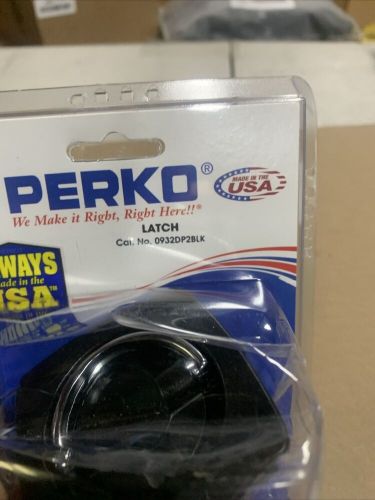 PERKO®
MADE IN THE
USA
We Make it Right, Right Here!!®
LATCH
Cat. No. 0932DP2BLK
WAYS
ade in the
USA™